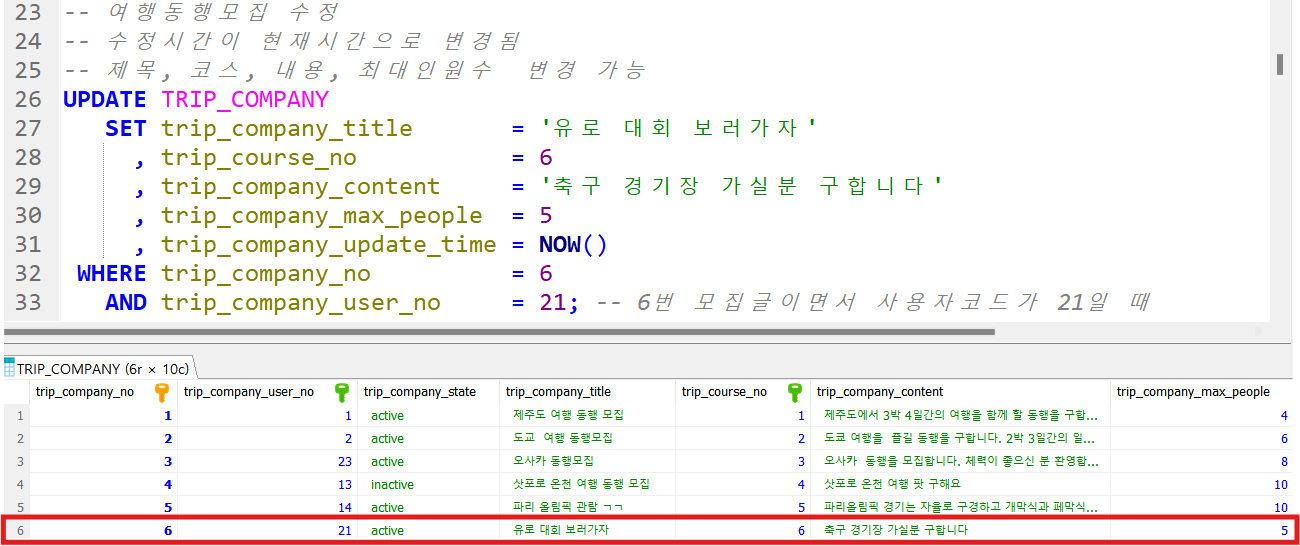 23 -- 여행동행모집 수정
24 -- 수정시간이 현재시간으로 변경됨
25 -- 제목, 코스, 내용, 최대인원수 변경 가능
26 UPDATE TRIP_COMPANY
27 SET trip_company_title = '유로 대회 보러가자'
28 , trip_course_no = 6
29 , trip_company_content = '축구 경기장 가실분 구합니다'
30 , trip_company_max_people = 5
31 , trip_company_update_time = NOW()
32 WHERE trip_company_no = 6
33 AND trip_company_user_no = 21; -- 6번 모집글이면서 사용자코드가 21일 때
TRIP_COMPANY (6r × 10c)
trip_company_no trip_company_user_no trip_company_state trip_company_title trip_course_no trip_company_content trip_company_max_people
1 1 1 active 제주도 여행 동행 모집 1 제주도에서 3박 4일간의 여행을 함께 할 동행을 구합... 4
2 2 2 active 도쿄 여행 동행모집 2 도쿄 여행을 즐길 동행을 구합니다. 2박 3일간의 일... 6
3 3 23 active 오사카 동행모집 3 오사카 동행을 모집합니다. 체력이 좋으신 분 환영합... 8
4 4 13 inactive 삿포로 온천 여행 동행 모집 4 삿포로 온천 여행 팟 구해요 10
5 5 14 active 파리 올림픽 관람 ㄱㄱ 5 파리올림픽 경기는 자율로 구경하고 개막식과 폐막식... 10
6 6 21 active 유로 대회 보러가자 6 축구 경기장 가실분 구합니다 5